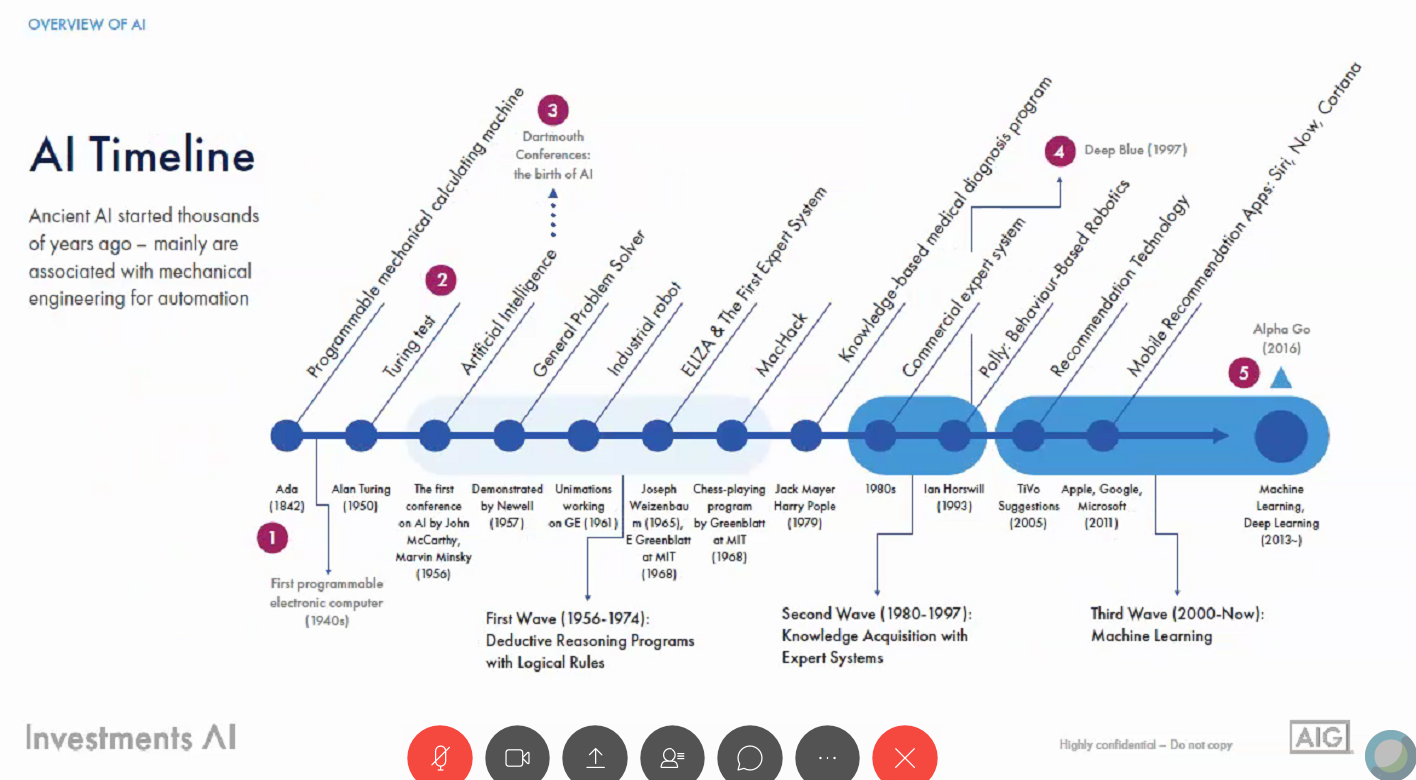 OVERVIEW OF AI
AI Timeline
Ancient AI started thousands
of years ago – mainly are
associated with mechanical
engineering for automation
Programmable mechanical calculating machine
Turing test
2
Artificial Intelligence
3
Dartmouth
Conferences:
the birth of AI
General Problem Solver
Industrial robot
ELIZA & The First Expert System
MacHack
Knowledge-based medical diagnosis program
Commercial expert system
4
Deep Blue (1997)
Polly: Behaviour-Based Robotics
Recommendation Technology
Mobile Recommendation Apps: Siri, Now, Cortana
Alpha Go
(2016)
5
Ada
(1842)
1
First programmable
electronic computer
(1940s)
Alan Turing
(1950)
The first
conference
on AI by John
McCarthy,
Marvin Minsky
(1956)
Demonstrated
by Newell
(1957)
Unimations
working
on GE (1961)
Joseph
Weizenbau
m (1965),
E Greenblatt
at MIT
(1968)
Chess-playing
program
by Greenblatt
at MIT
(1968)
Jack Mayer
Harry Pople
(1979)
1980s
Ian Horswill
(1993)
TiVo
Suggestions
(2005)
Apple, Google,
Microsoft
(2011)
Machine
Learning,
Deep Learning
(2013~)
First Wave (1956-1974):
Deductive Reasoning Programs
with Logical Rules
Second Wave (1980-1997):
Knowledge Acquisition with
Expert Systems
Third Wave (2000-Now):
Machine Learning
Investments AI
Highly confidential – Do not copy
AIG